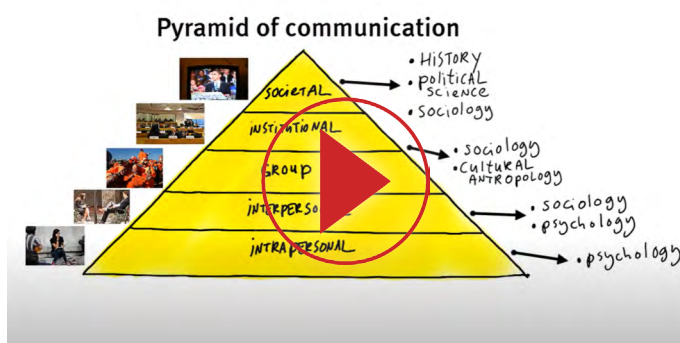 Pyramid of communication
SOCIETAL
INSTITUTIONAL
GROUP
INTRAPERSONAL
• HISTORY
• POLITICAL
SCIENCE
• SOCIOLOGY
• SOCIOLOGY
• CULTURAL
ANTROPOLOGY
• SOCIOLOGY
• PSYCHOLOGY
• PSYCHOLOGY